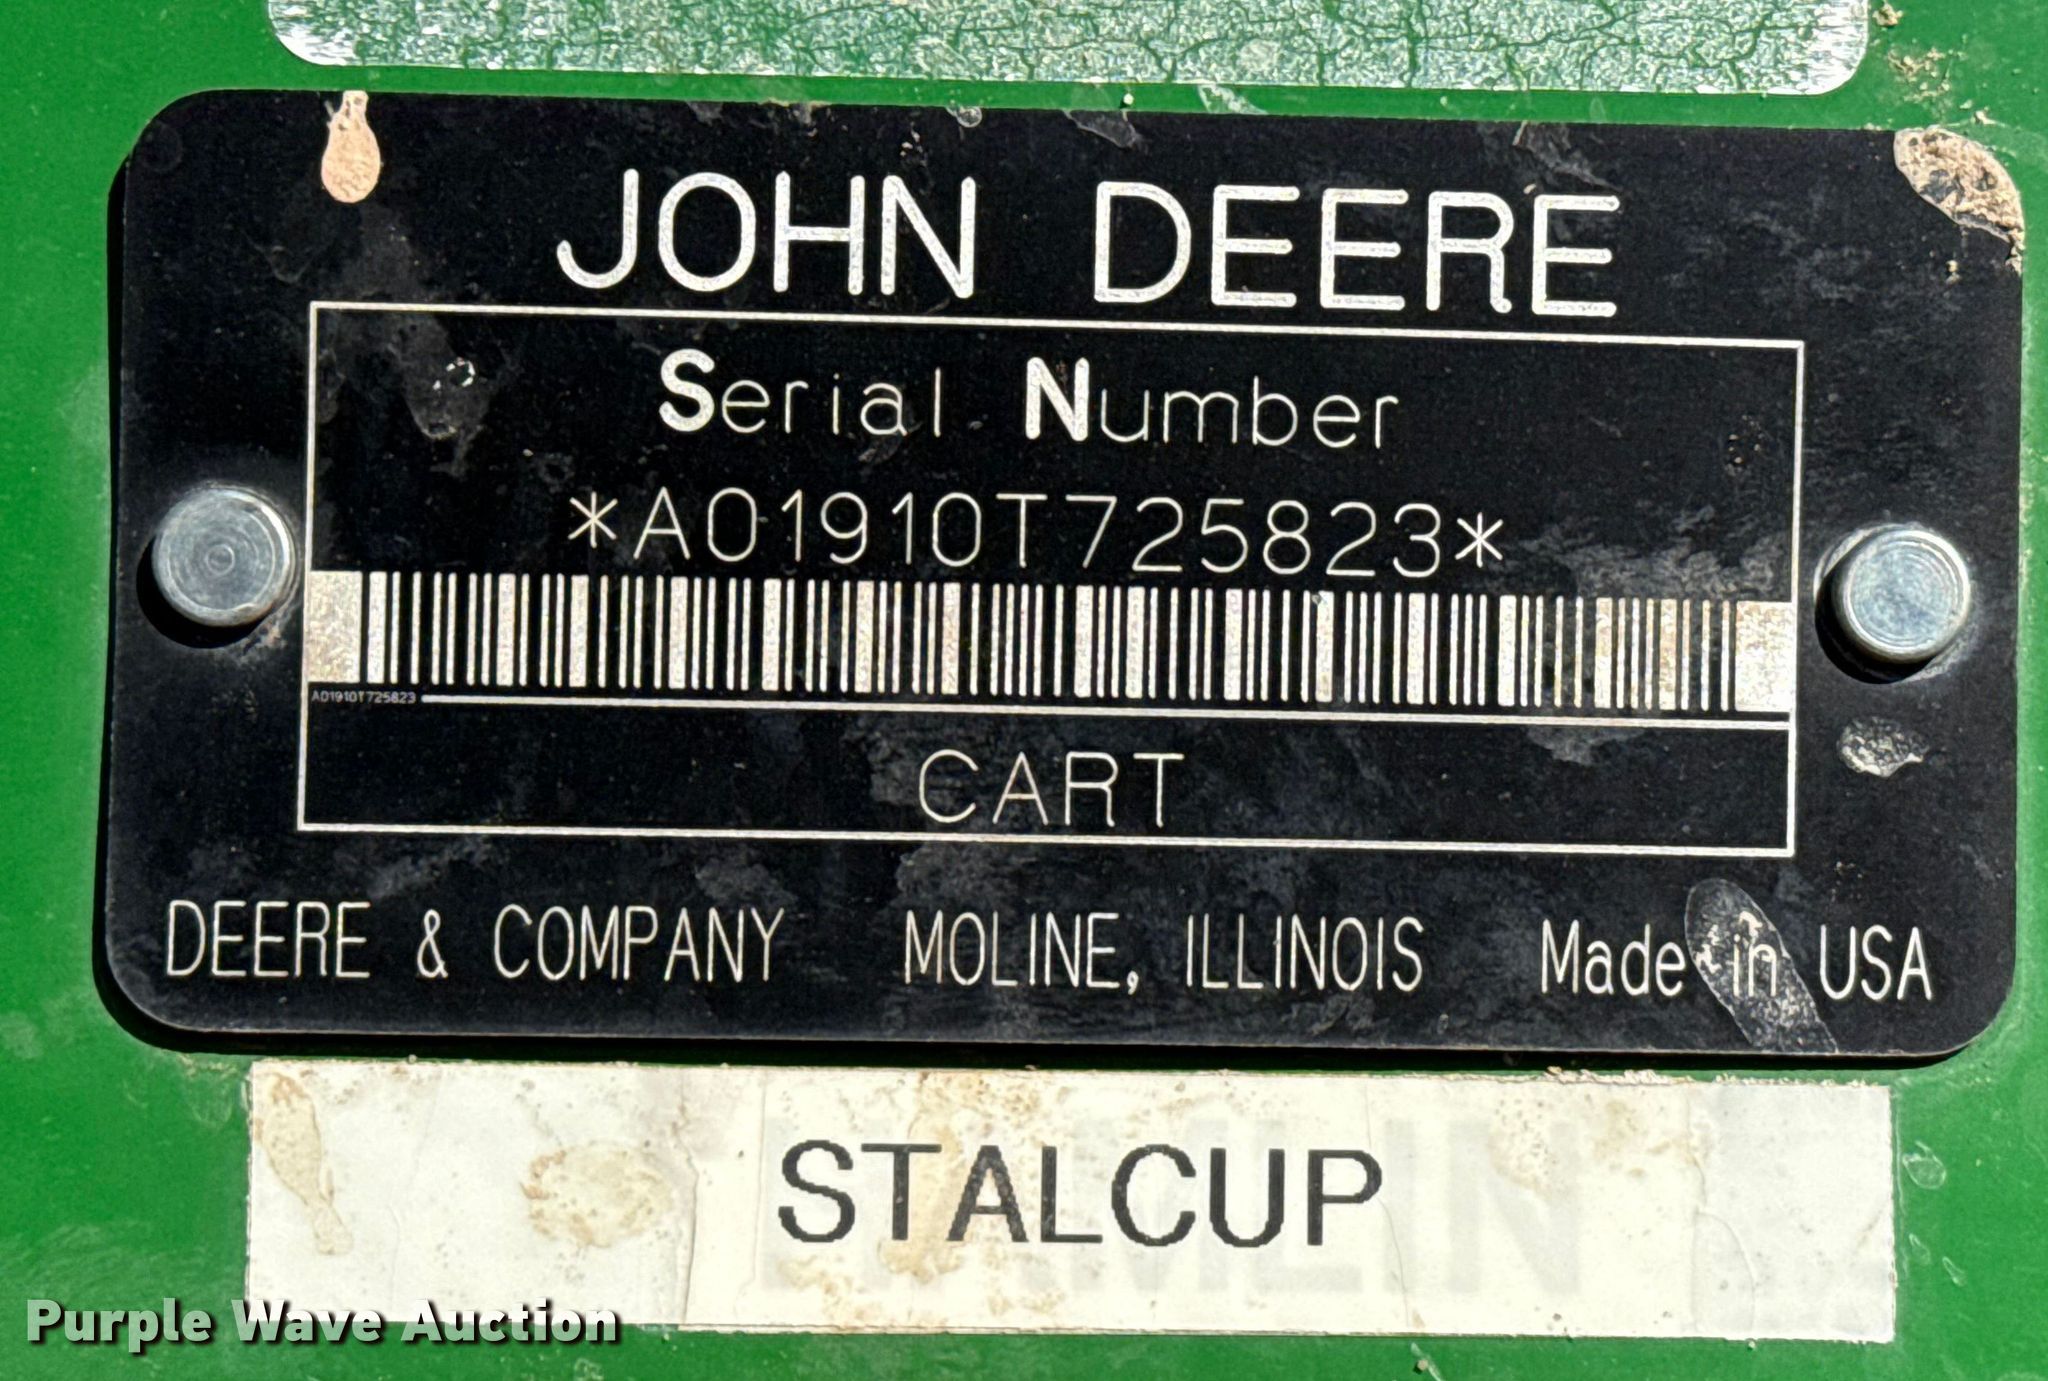 JOHN DEERE
Serial Number
*A01910T725823*
A01910T725823
CART
DEERE & COMPANY MOLINE, ILLINOIS Made in USA
STALCUP
Purple Wave Auction